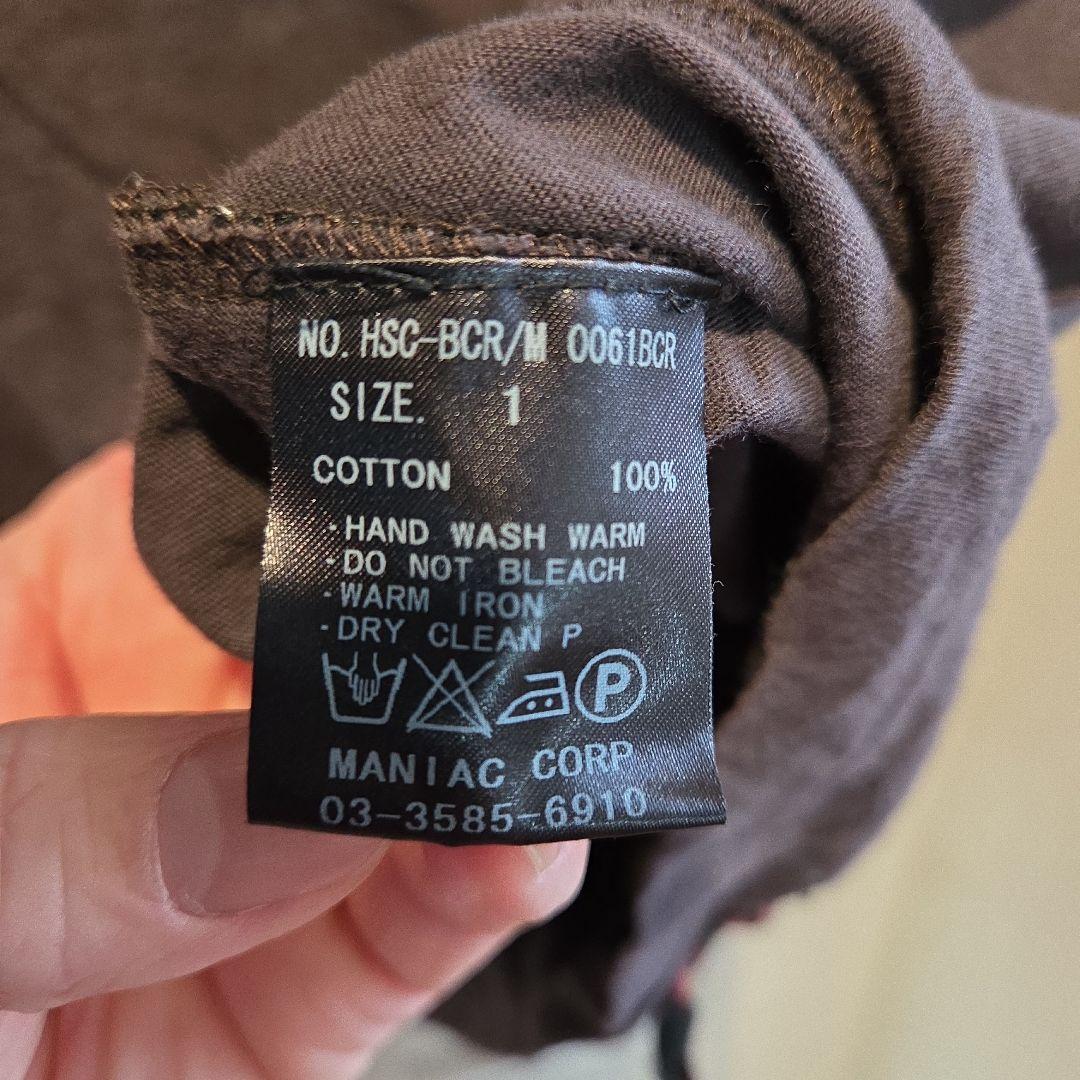 NO. HSC-BCR/M 0061BCR
SIZE. 1
COTTON 100%
·HAND WASH WARM
·DO NOT BLEACH
·WARM IRON
·DRY CLEAN P
P
MANIAC CORP
03-3585-6910